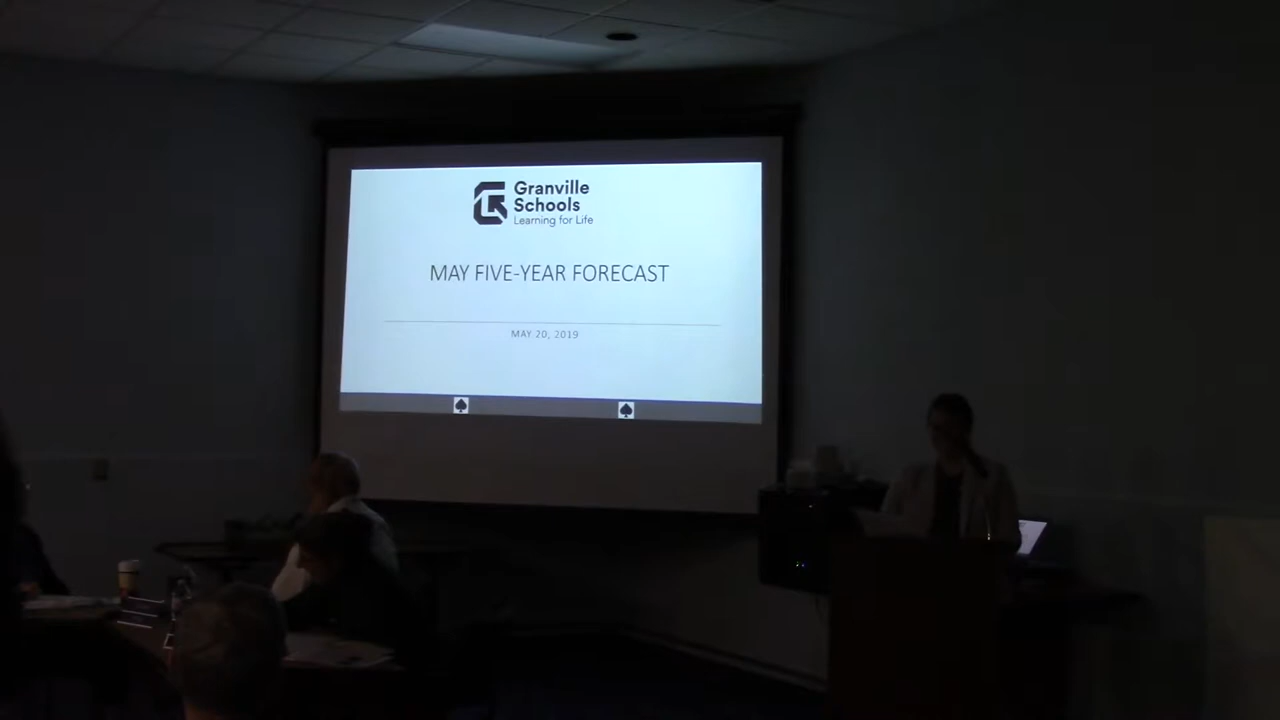 Granville
Schools
Learning for Life
MAY FIVE-YEAR FORECAST
MAY 20, 2019